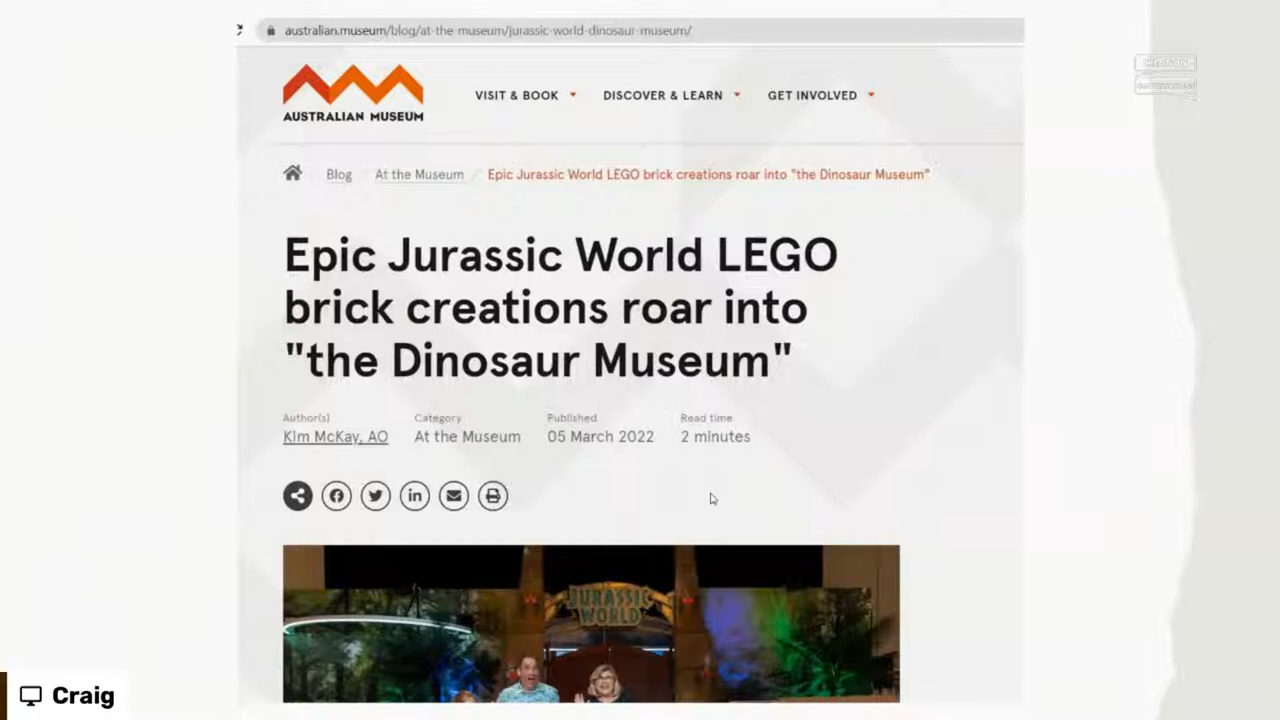 australian.museum/blog/at-the-museum/jurassic-world-dinosaur-museum/
AUSTRALIAN MUSEUM
VISIT & BOOK
DISCOVER & LEARN
GET INVOLVED
Blog
At the Museum
Epic Jurassic World LEGO brick creations roar into "the Dinosaur Museum"
Epic Jurassic World LEGO
brick creations roar into
"the Dinosaur Museum"
Author(s)
Kim McKay, AO
Category
At the Museum
Published
05 March 2022
Read time
2 minutes
JURASSIC
WORLD
Craig